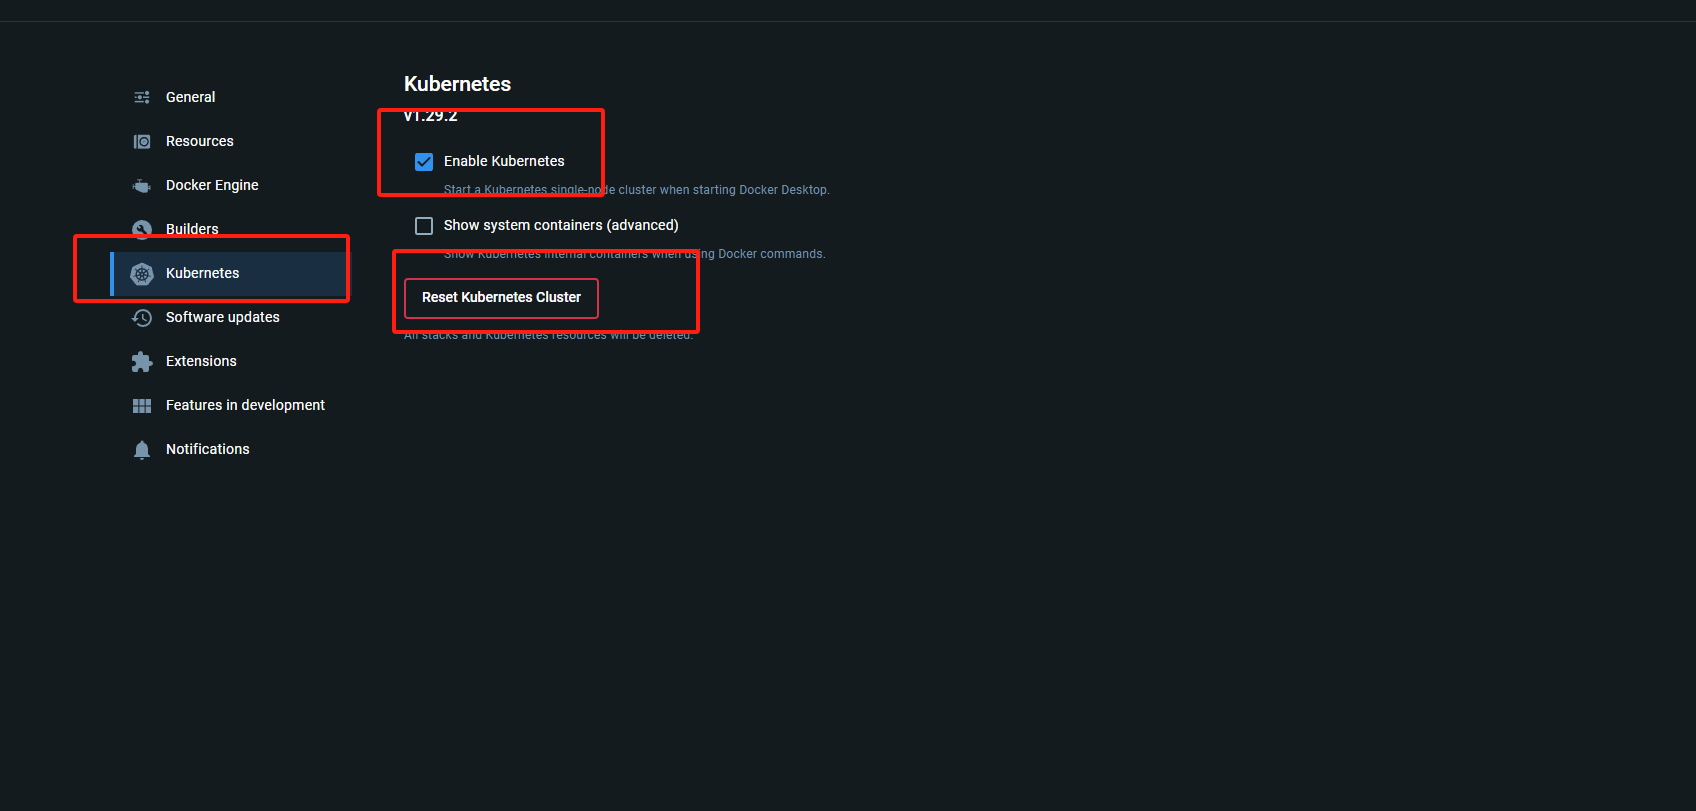 General
Resources
Docker Engine
Builders
Kubernetes
Software updates
Extensions
Features in development
Notifications
Kubernetes
v1.29.2
Enable Kubernetes
Start a Kubernetes single-node cluster when starting Docker Desktop.
Show system containers (advanced)
Show Kubernetes internal containers when using Docker commands.
Reset Kubernetes Cluster
All stacks and Kubernetes resources will be deleted.